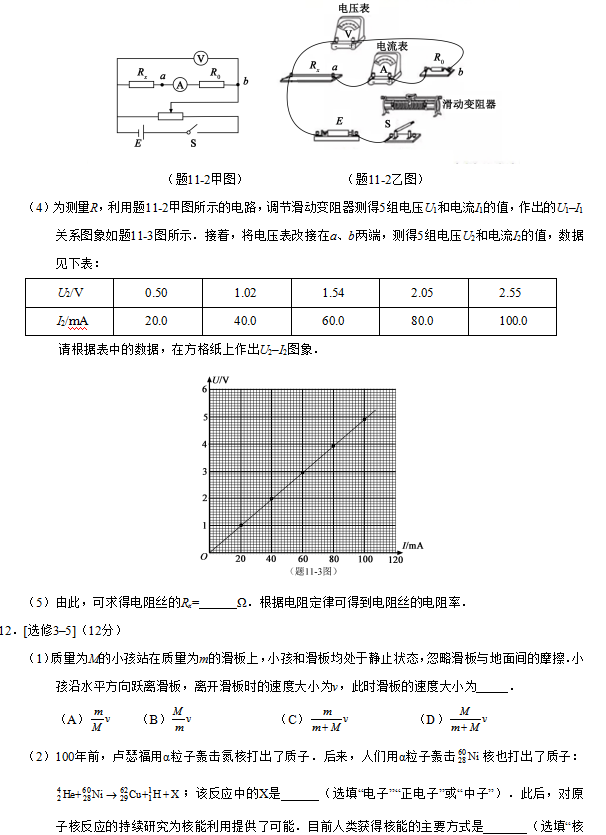 电压表
V
电流表
A
Rx a R0 b
滑动变阻器
E S
V
Rx a A R0 b
E S
（题11-2甲图） （题11-2乙图）
（4）为测量R，利用题11-2甲图所示的电路，调节滑动变阻器测得5组电压U1和电流I1的值，作出的U1–I1
关系图象如题11-3图所示．接着，将电压表改接在a、b两端，测得5组电压U2和电流I2的值，数据
见下表：
U2/V 0.50 1.02 1.54 2.05 2.55
I2/mA 20.0 40.0 60.0 80.0 100.0
请根据表中的数据，在方格纸上作出U2–I2图象．
U/V
6
5
4
3
2
1
O 20 40 60 80 100 120 I/mA
（题11-3图）
（5）由此，可求得电阻丝的Rx=______Ω．根据电阻定律可得到电阻丝的电阻率．
12．[选修3–5]（12分）
（1）质量为M的小孩站在质量为m的滑板上，小孩和滑板均处于静止状态，忽略滑板与地面间的摩擦．小
孩沿水平方向跃离滑板，离开滑板时的速度大小为v，此时滑板的速度大小为_____．
（A）m/M v （B）M/m v （C）m/(m+M) v （D）M/(m+M) v
（2）100年前，卢瑟福用α粒子轰击氮核打出了质子．后来，人们用α粒子轰击 60 28 Ni 核也打出了质子：
4 2 He+ 60 28 Ni → 62 29 Cu+ 1 1 H+X；该反应中的X是______（选填“电子”“正电子”或“中子”）．此后，对原
子核反应的持续研究为核能利用提供了可能．目前人类获得核能的主要方式是_______（选填“核